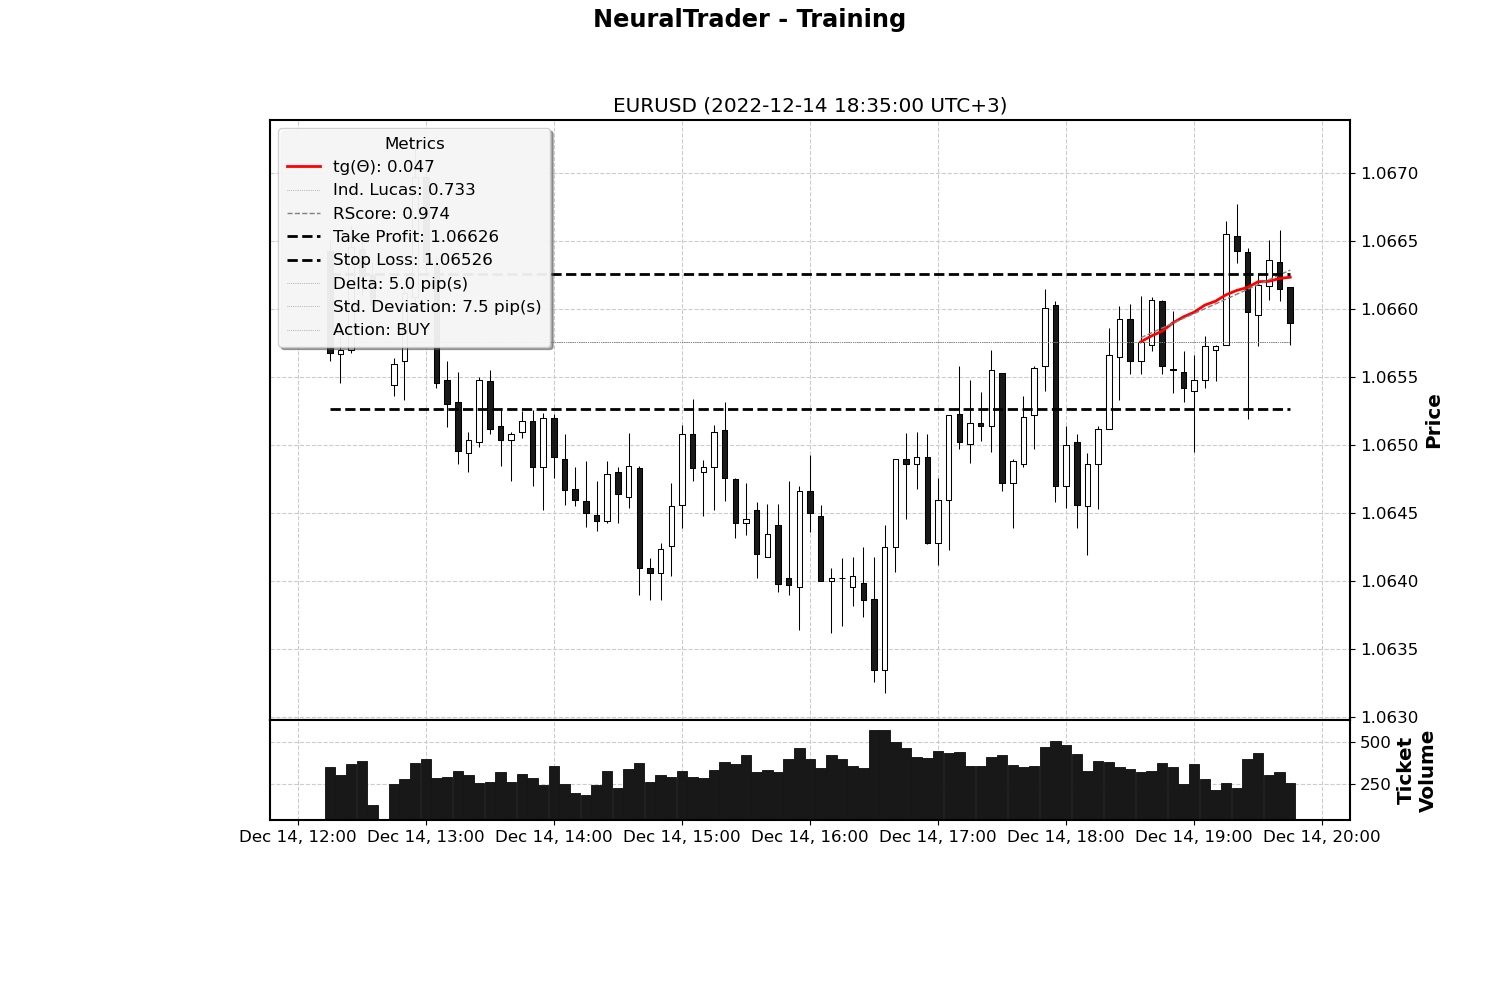 NeuralTrader - Training
EURUSD (2022-12-14 18:35:00 UTC+3)
Metrics
tg(Θ): 0.047
Ind. Lucas: 0.733
RScore: 0.974
Take Profit: 1.06626
Stop Loss: 1.06526
Delta: 5.0 pip(s)
Std. Deviation: 7.5 pip(s)
Action: BUY
1.0670
1.0665
1.0660
1.0655
1.0650
1.0645
1.0640
1.0635
1.0630
Price
500
250
Ticket
Volume
Dec 14, 12:00
Dec 14, 13:00
Dec 14, 14:00
Dec 14, 15:00
Dec 14, 16:00
Dec 14, 17:00
Dec 14, 18:00
Dec 14, 19:00
Dec 14, 20:00